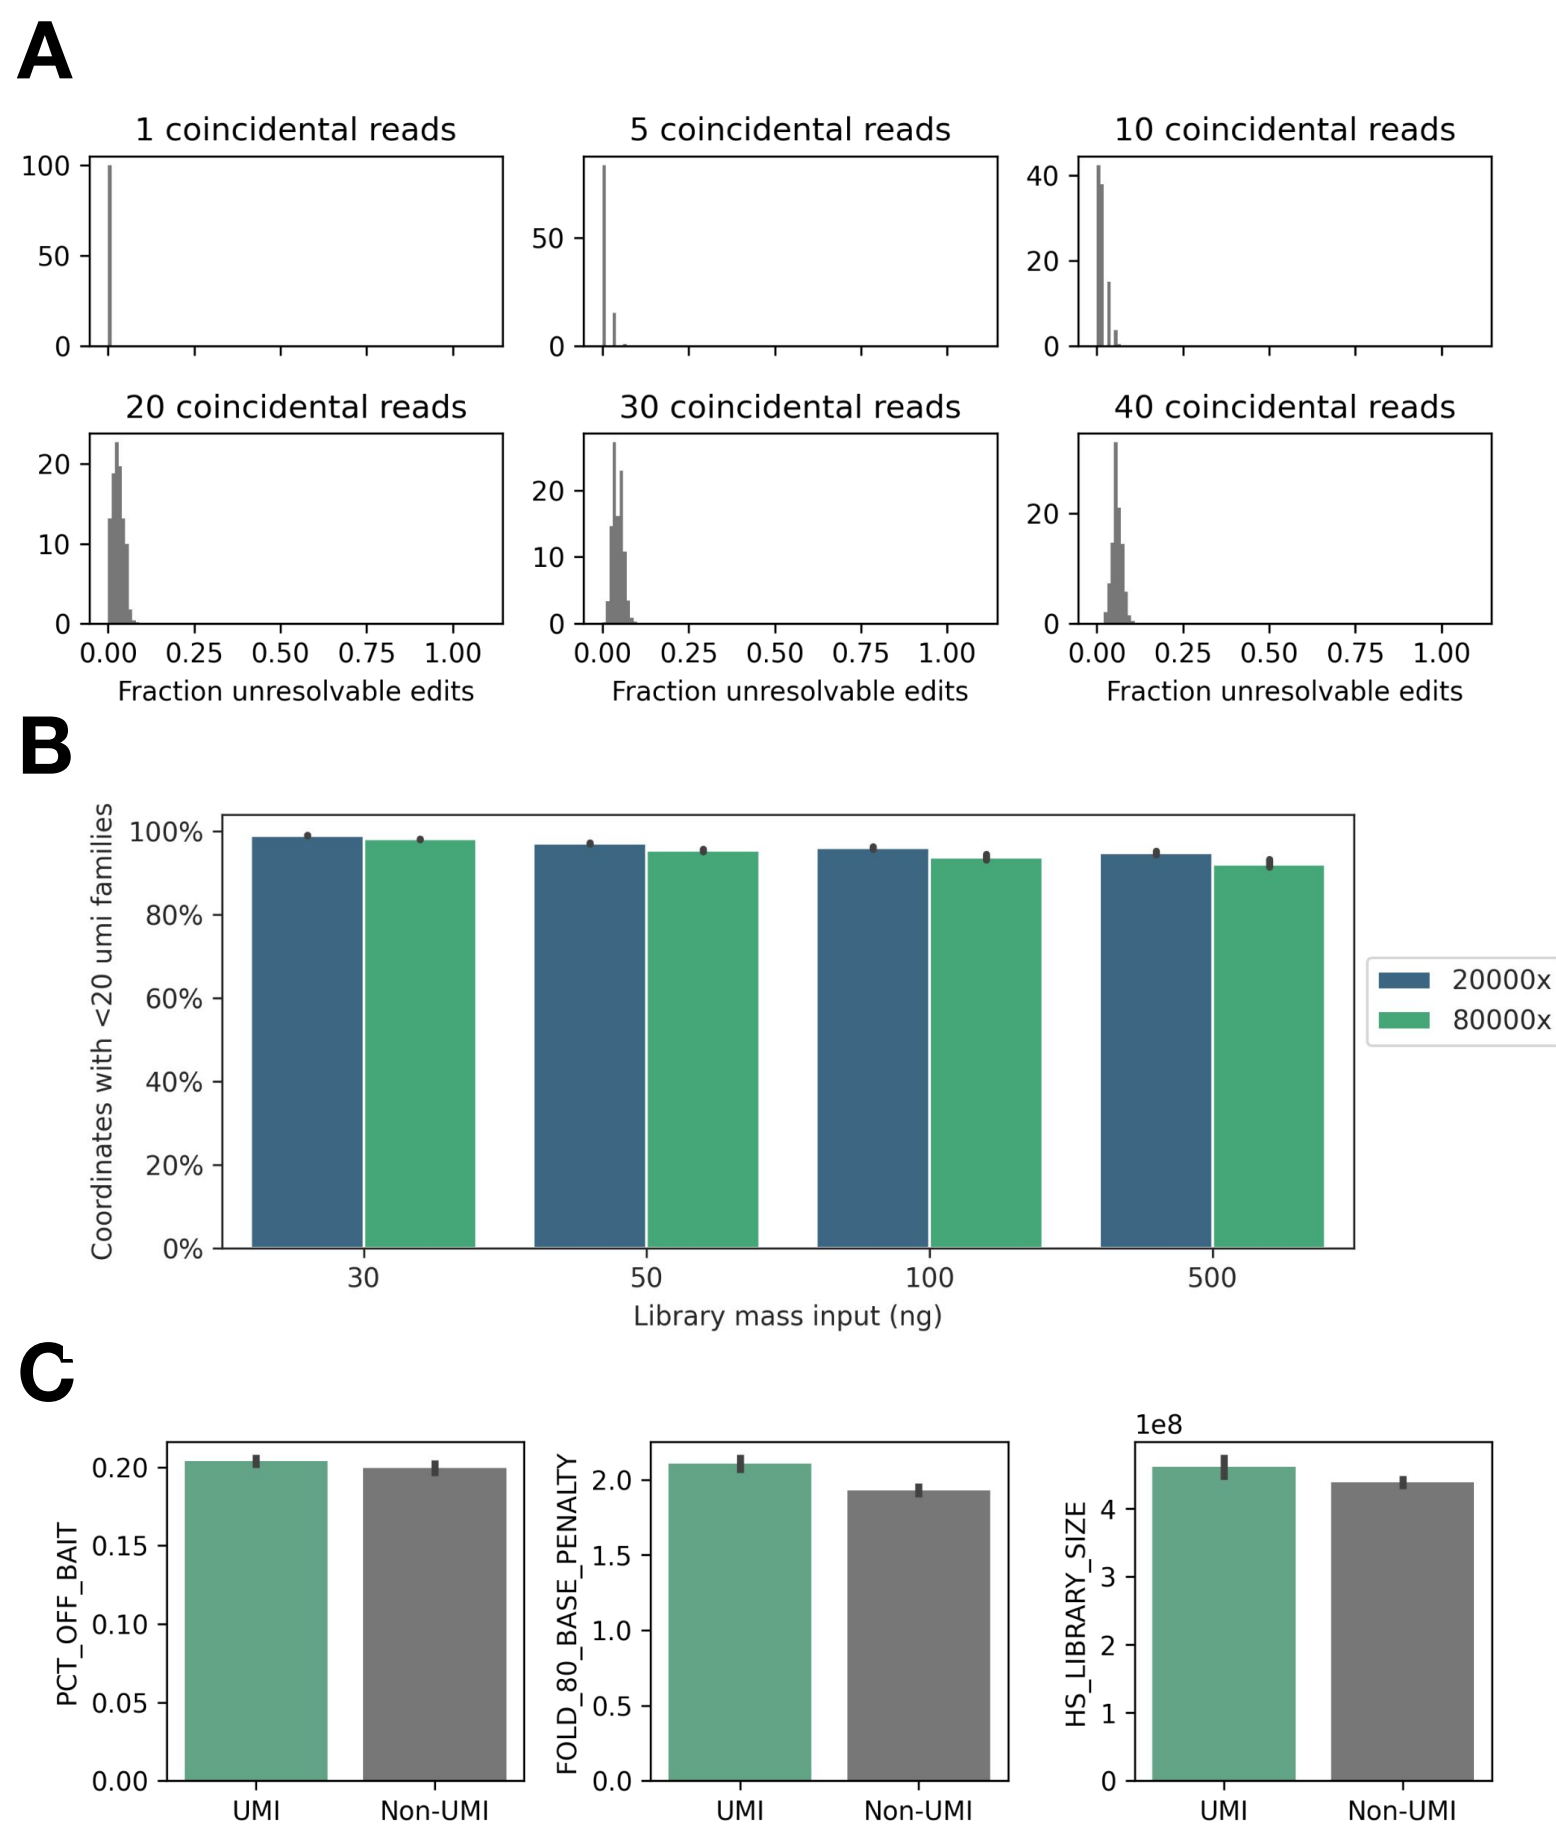 A
1 coincidental reads
5 coincidental reads
10 coincidental reads
100
50
0
50
0
40
20
0
20 coincidental reads
30 coincidental reads
40 coincidental reads
20
10
0
20
10
0
20
0
0.00 0.25 0.50 0.75 1.00
0.00 0.25 0.50 0.75 1.00
0.00 0.25 0.50 0.75 1.00
Fraction unresolvable edits
Fraction unresolvable edits
Fraction unresolvable edits
B
Coordinates with <20 umi families
100%
80%
60%
40%
20%
0%
30 50 100 500
Library mass input (ng)
20000x
80000x
C
PCT_OFF_BAIT
0.20
0.15
0.10
0.05
0.00
UMI Non-UMI
FOLD_80_BASE_PENALTY
2.0
1.5
1.0
0.5
0.0
UMI Non-UMI
1e8
HS_LIBRARY_SIZE
4
3
2
1
0
UMI Non-UMI